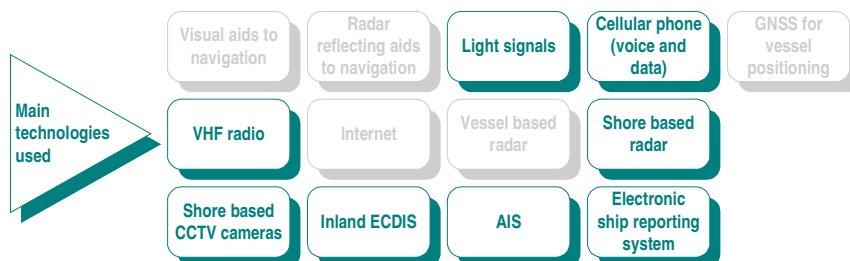 Main
technologies
used
Visual aids to
navigation
Radar
reflecting aids
to navigation
Light signals
Cellular phone
(voice and
data)
GNSS for
vessel
positioning
VHF radio
Internet
Vessel based
radar
Shore based
radar
Shore based
CCTV cameras
Inland ECDIS
AIS
Electronic
ship reporting
system